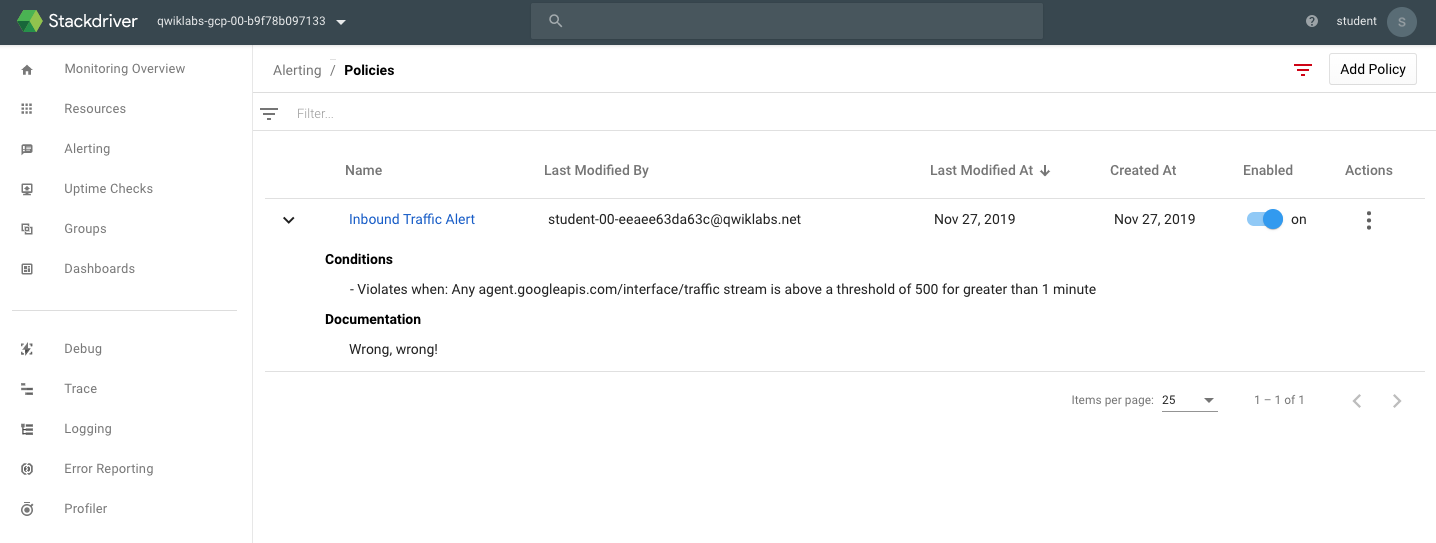 Stackdriver qwiklabs-gcp-00-b9f78b097133 student S
Monitoring Overview
Resources
Alerting
Uptime Checks
Groups
Dashboards
Debug
Trace
Logging
Error Reporting
Profiler
Alerting / Policies Add Policy
Filter...
Name Last Modified By Last Modified At Created At Enabled Actions
Inbound Traffic Alert student-00-eeaee63da63c@qwiklabs.net Nov 27, 2019 Nov 27, 2019 on
Conditions
- Violates when: Any agent.googleapis.com/interface/traffic stream is above a threshold of 500 for greater than 1 minute
Documentation
Wrong, wrong!
Items per page: 25 1 – 1 of 1